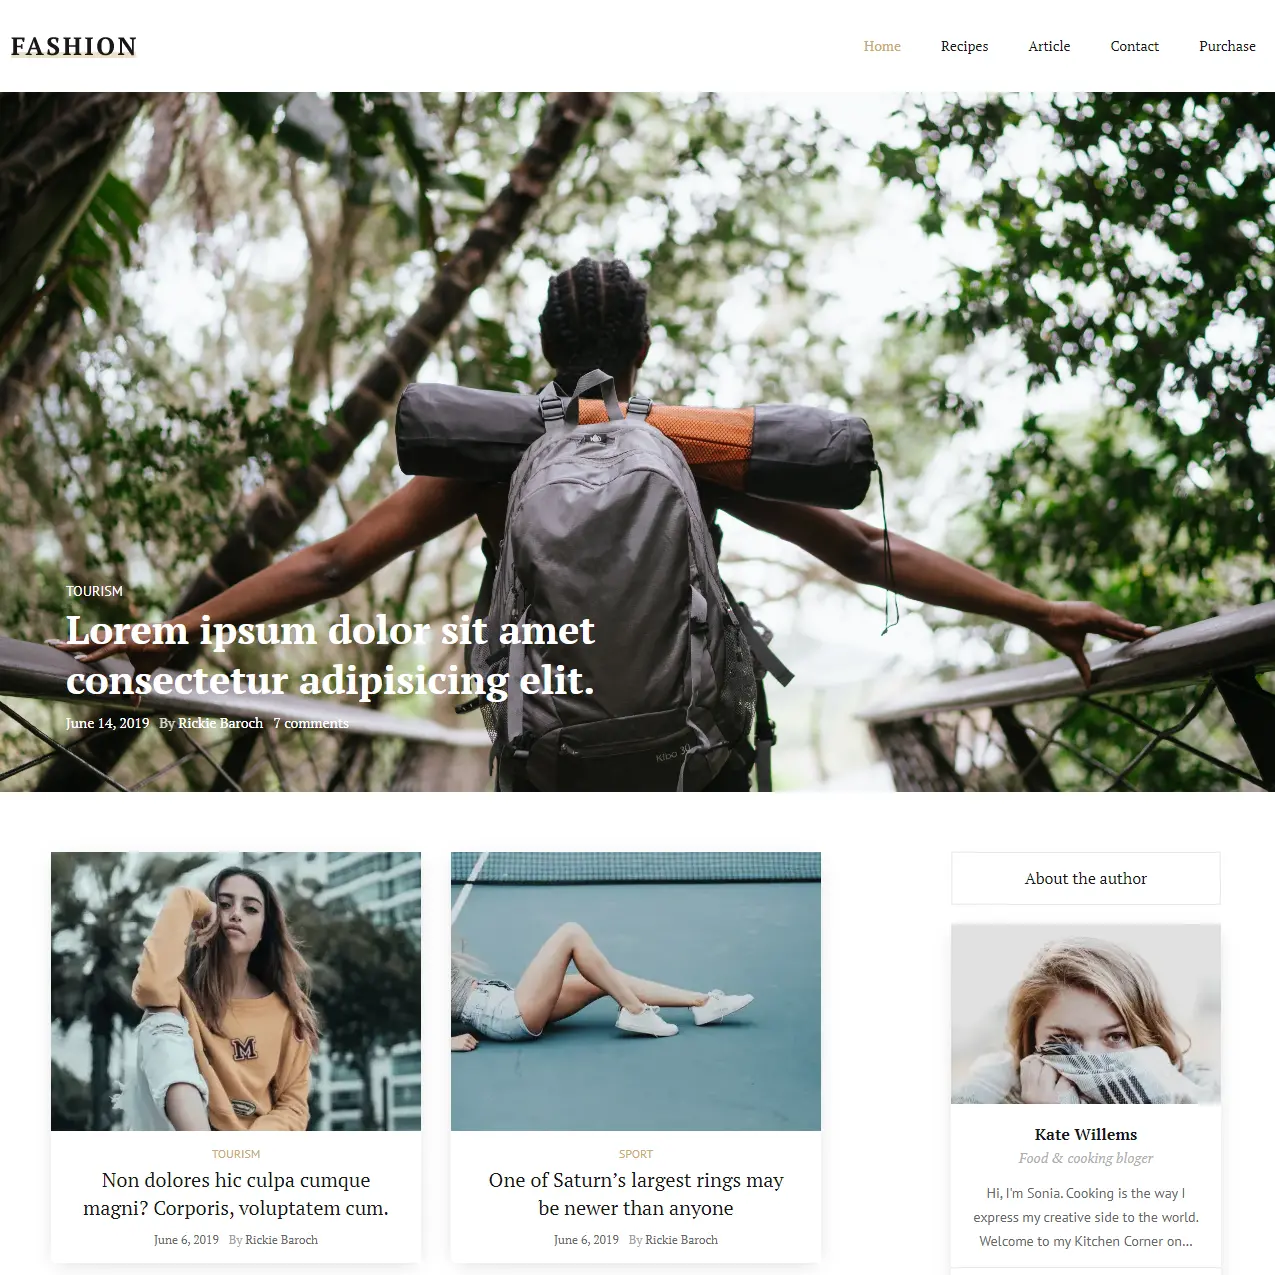 FASHION
Home Recipes Article Contact Purchase
Kibo 30
TOURISM
Lorem ipsum dolor sit amet
consectetur adipisicing elit.
June 14, 2019 By Rickie Baroch 7 comments
M
TOURISM
Non dolores hic culpa cumque
magni? Corporis, voluptatem cum.
June 6, 2019 By Rickie Baroch
SPORT
One of Saturn’s largest rings may
be newer than anyone
June 6, 2019 By Rickie Baroch
About the author
Kate Willems
Food & cooking bloger
Hi, I'm Sonia. Cooking is the way I
express my creative side to the world.
Welcome to my Kitchen Corner on...